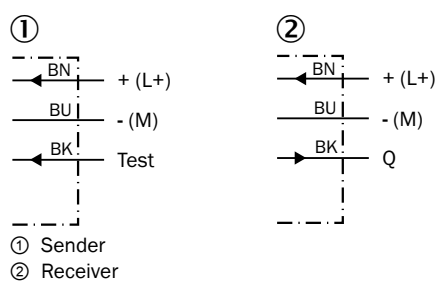 ①
BN + (L+)
BU - (M)
BK Test
②
BN + (L+)
BU - (M)
BK Q
① Sender
② Receiver